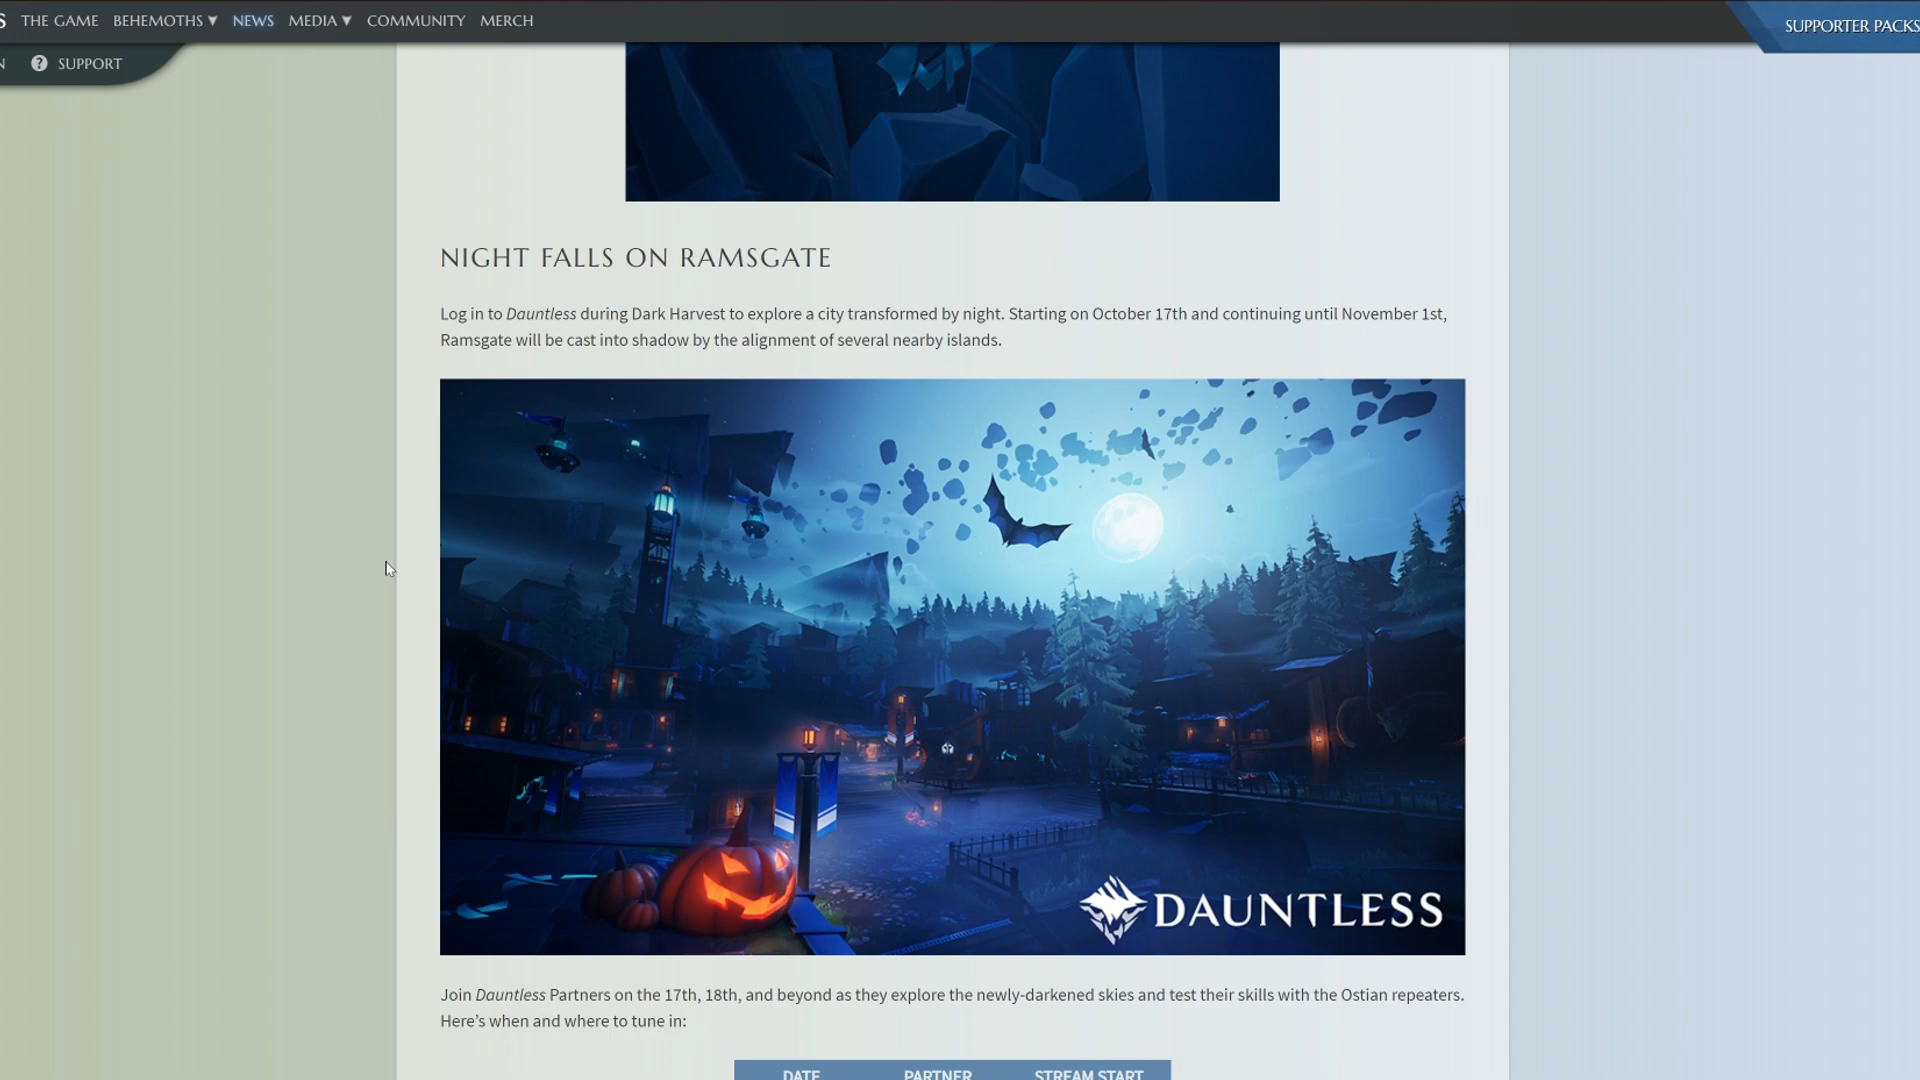 S THE GAME BEHEMOTHS ▼ NEWS MEDIA ▼ COMMUNITY MERCH SUPPORTER PACKS
N ? SUPPORT
NIGHT FALLS ON RAMSGATE
Log in to Dauntless during Dark Harvest to explore a city transformed by night. Starting on October 17th and continuing until November 1st,
Ramsgate will be cast into shadow by the alignment of several nearby islands.
DAUNTLESS
Join Dauntless Partners on the 17th, 18th, and beyond as they explore the newly-darkened skies and test their skills with the Ostian repeaters.
Here’s when and where to tune in:
DATE PARTNER STREAM START